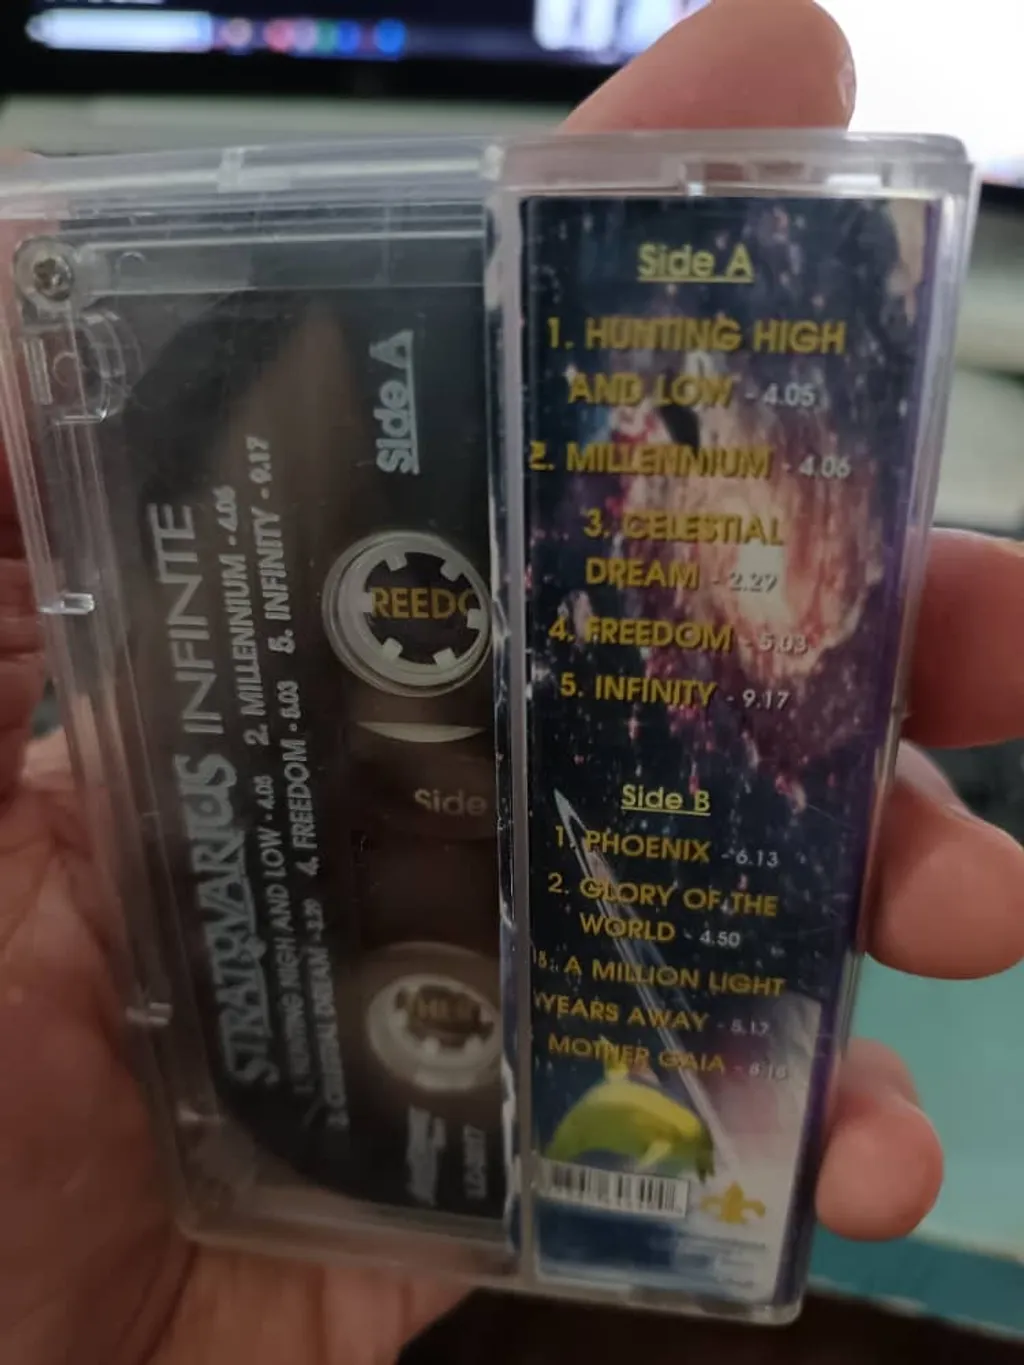 STRATOVARIUS INFINITE
1. HUNTING HIGH AND LOW - 4.05 2. MILLENNIUM - 4.06
3. CELESTIAL DREAM - 2.29 4. FREEDOM - 5.03 5. INFINITY - 9.17
Side A
REEDO
Side
Side A
1. HUNTING HIGH
AND LOW - 4.05
2. MILLENNIUM - 4.06
3. CELESTIAL
DREAM - 2.29
4. FREEDOM - 5.03
5. INFINITY - 9.17
Side B
1. PHOENIX - 6.13
2. GLORY OF THE
WORLD - 4.50
A MILLION LIGHT
YEARS AWAY - 5.17
MOTHER GAIA